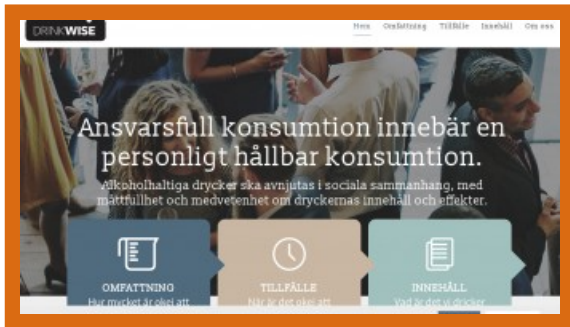 DRINKWISE
Hem Omfattning Tillfälle Innehåll Om oss
Ansvarsfull konsumtion innebär en
personligt hållbar konsumtion.
Alkoholhaltiga drycker ska avnjutas i sociala sammanhang, med
måttfullhet och medvetenhet om dryckernas innehåll och effekter.
OMFATTNING
Hur mycket är okej att
TILLFÄLLE
När är det okej att
INNEHÅLL
Vad är det vi dricker